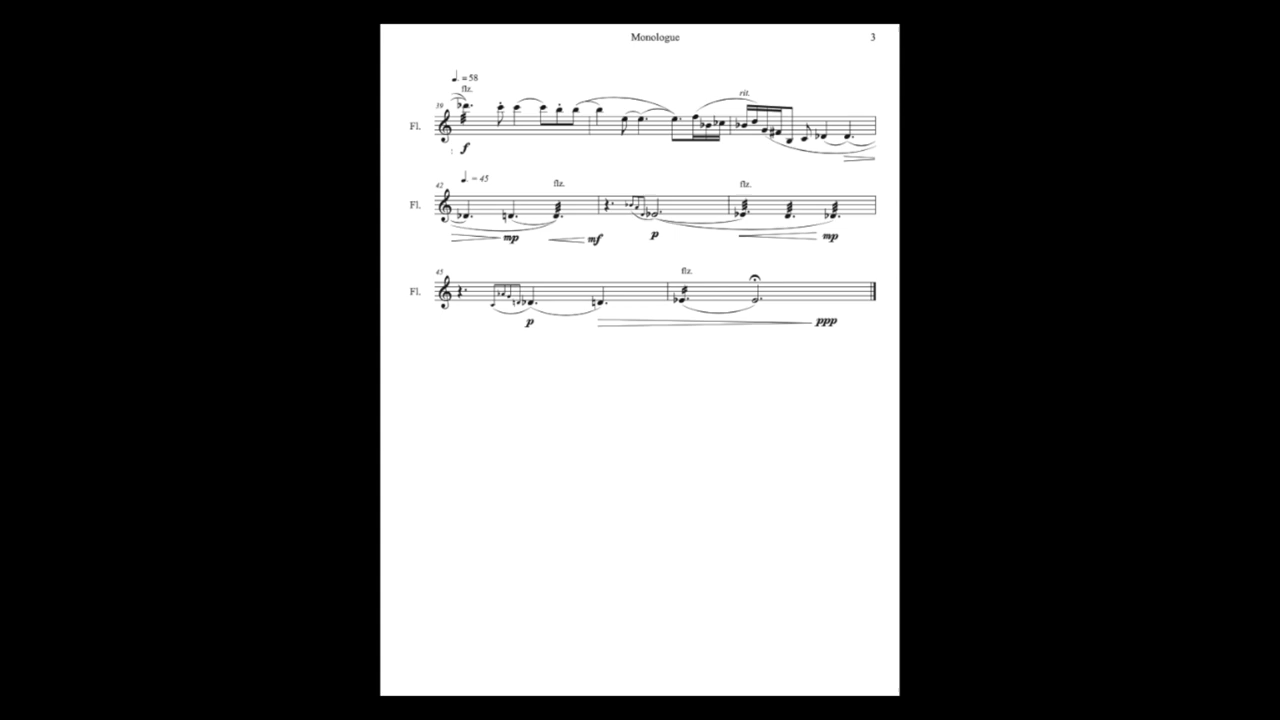 Monologue 3
♩. = 58
flz.
rit.
39
Fl.
f
♩. = 45
flz. flz.
42
Fl.
mp mf p mp
flz.
45
Fl.
p ppp